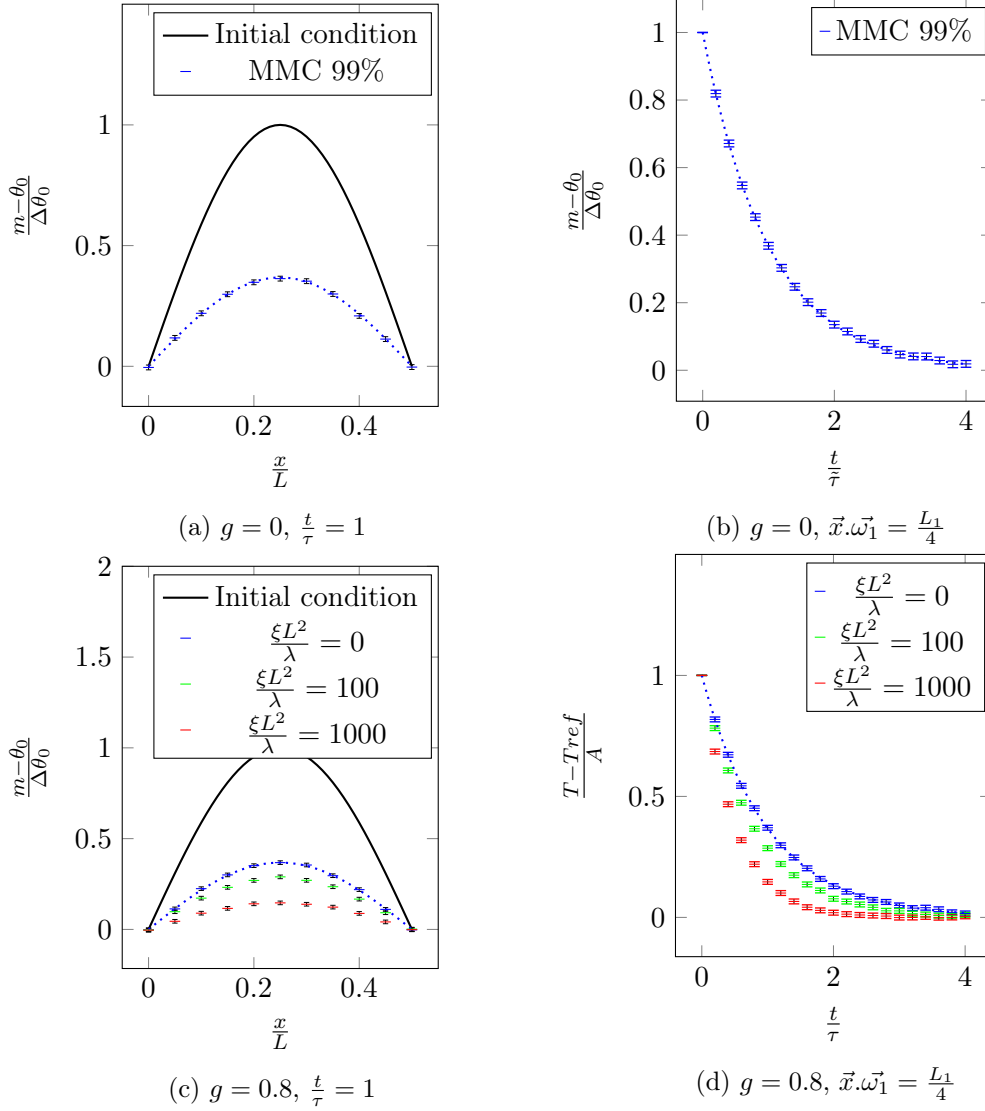 Initial condition
MMC 99%
1
0.5
0
0 0.2 0.4
m−θ0/Δθ0
x/L
(a) g = 0, t/τ = 1
MMC 99%
1
0.8
0.6
0.4
0.2
0
0 2 4
m−θ0/Δθ0
t/τ̃
(b) g = 0, x⃗.ω⃗1 = L1/4
Initial condition
ξL²/λ = 0
ξL²/λ = 100
ξL²/λ = 1000
2
1.5
1
0.5
0
0 0.2 0.4
m−θ0/Δθ0
x/L
(c) g = 0.8, t/τ = 1
ξL²/λ = 0
ξL²/λ = 100
ξL²/λ = 1000
1
0.5
0
0 2 4
T−Tref/A
t/τ
(d) g = 0.8, x⃗.ω⃗1 = L1/4